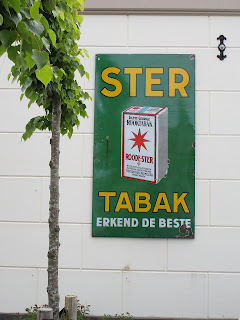 STER
ROODE-STER
TABAK
ERKEND DE BESTE